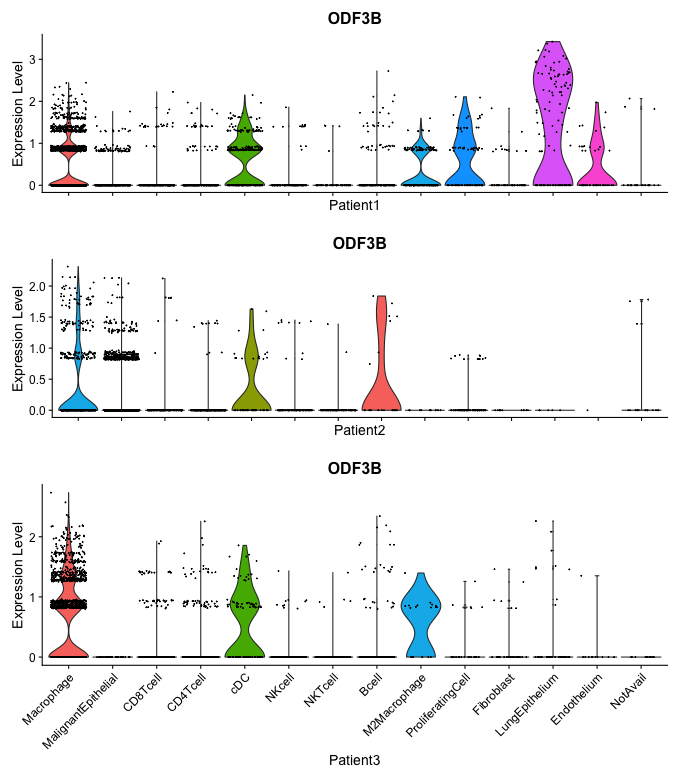 ODF3B
Expression Level
3
2
1
0
Patient1
ODF3B
Expression Level
2.0
1.5
1.0
0.5
0.0
Patient2
ODF3B
Expression Level
2
1
0
Macrophage
MalignantEpithelial
CD8Tcell
CD4Tcell
cDC
NKcell
NKTcell
Bcell
M2Macrophage
ProliferatingCell
Fibroblast
LungEpithelium
Endothelium
NotAvail
Patient3